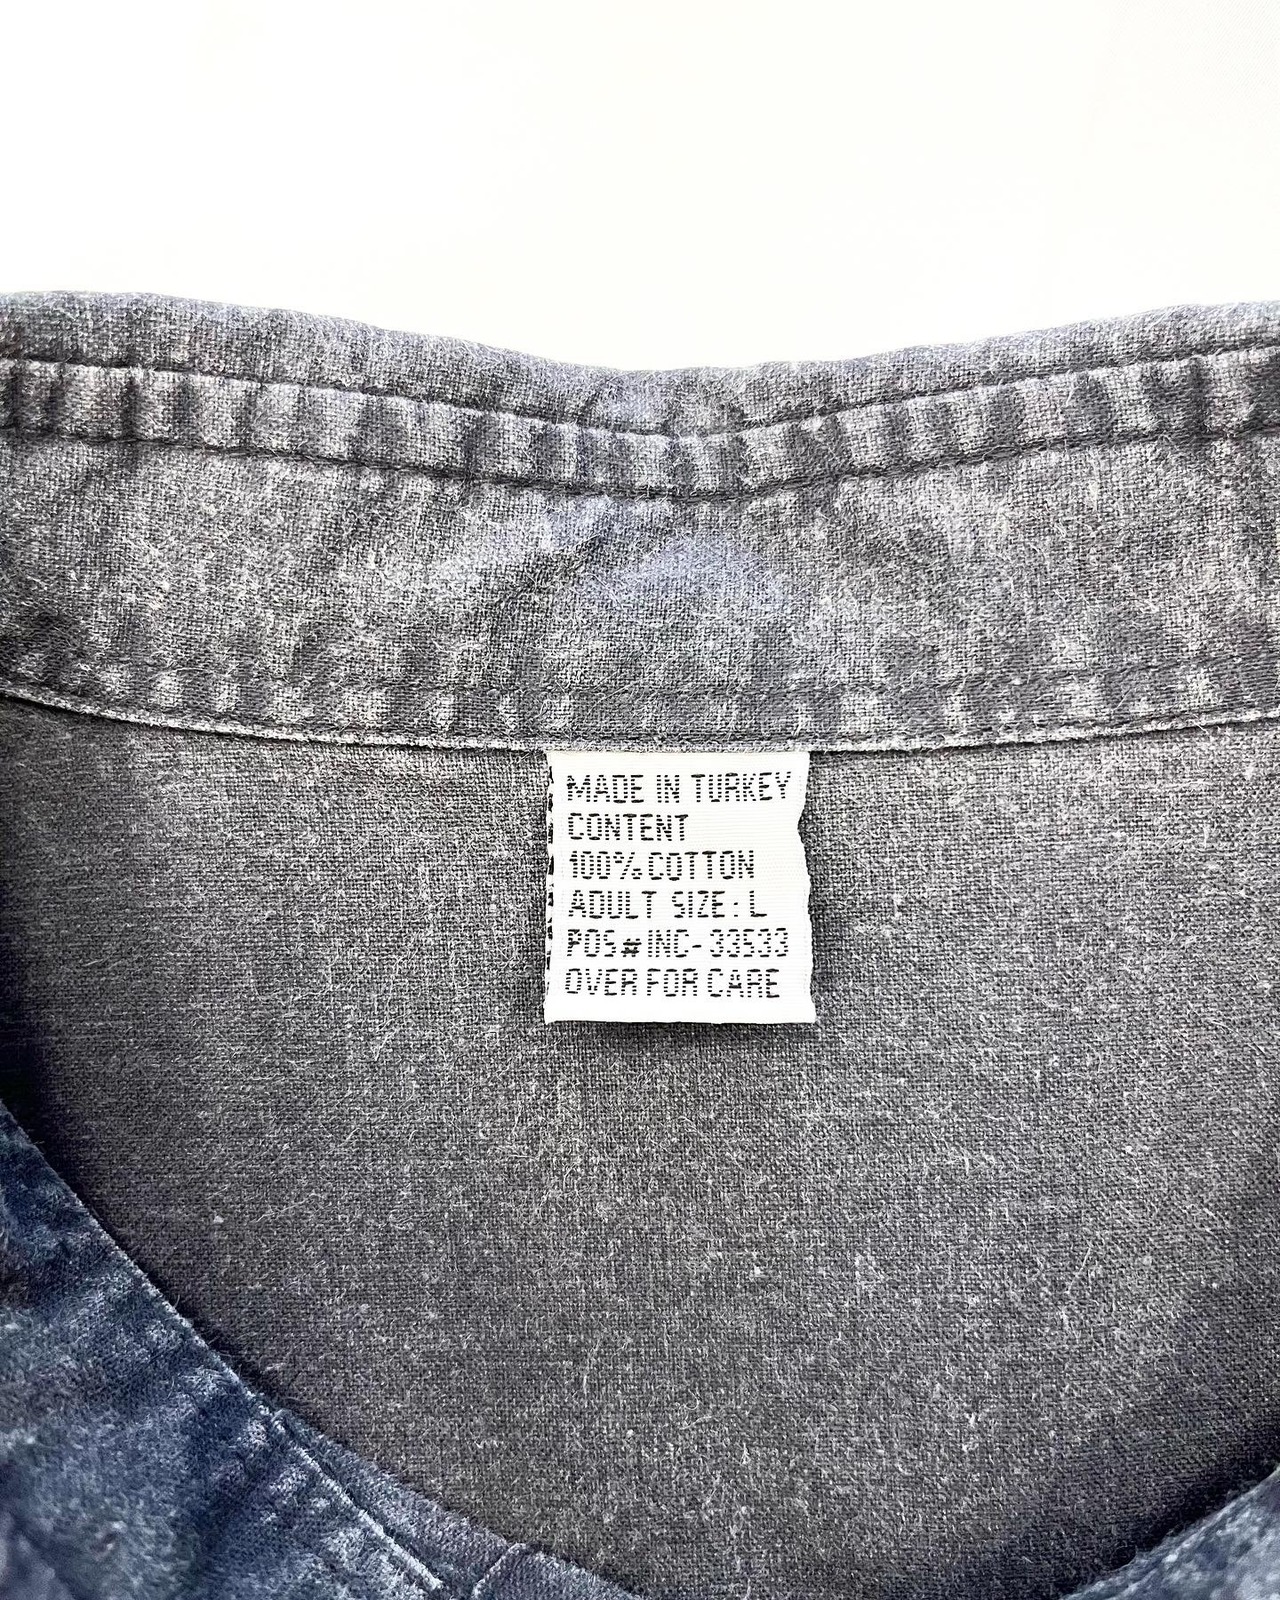 MADE IN TURKEY
CONTENT
100% COTTON
ADULT SIZE: L
POS# INC-33533
OVER FOR CARE